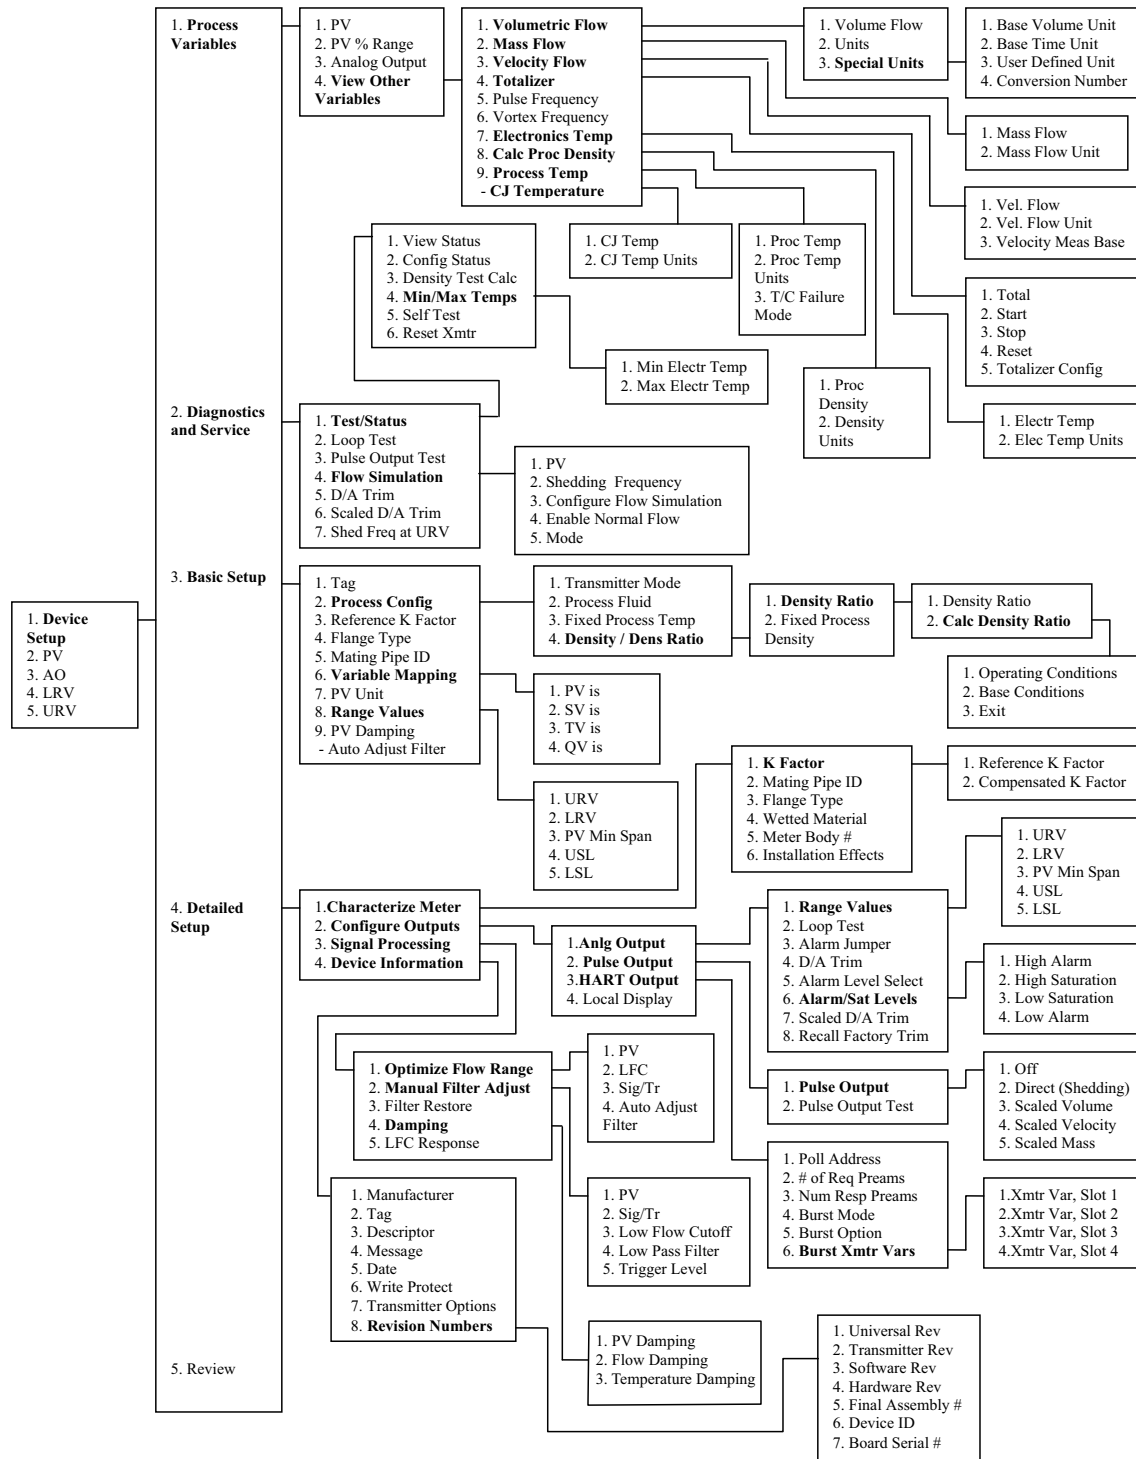 1. Device
Setup
2. PV
3. AO
4. LRV
5. URV
1. Process
Variables
2. Diagnostics
and Service
3. Basic Setup
4. Detailed
Setup
5. Review
1. PV
2. PV % Range
3. Analog Output
4. View Other
Variables
1. Volumetric Flow
2. Mass Flow
3. Velocity Flow
4. Totalizer
5. Pulse Frequency
6. Vortex Frequency
7. Electronics Temp
8. Calc Proc Density
9. Process Temp
- CJ Temperature
1. Volume Flow
2. Units
3. Special Units
1. Base Volume Unit
2. Base Time Unit
3. User Defined Unit
4. Conversion Number
1. Mass Flow
2. Mass Flow Unit
1. Vel. Flow
2. Vel. Flow Unit
3. Velocity Meas Base
1. Total
2. Start
3. Stop
4. Reset
5. Totalizer Config
1. Electr Temp
2. Elec Temp Units
1. Proc
Density
2. Density
Units
1. Proc Temp
2. Proc Temp
Units
3. T/C Failure
Mode
1. CJ Temp
2. CJ Temp Units
1. View Status
2. Config Status
3. Density Test Calc
4. Min/Max Temps
5. Self Test
6. Reset Xmtr
1. Min Electr Temp
2. Max Electr Temp
1. Test/Status
2. Loop Test
3. Pulse Output Test
4. Flow Simulation
5. D/A Trim
6. Scaled D/A Trim
7. Shed Freq at URV
1. PV
2. Shedding Frequency
3. Configure Flow Simulation
4. Enable Normal Flow
5. Mode
1. Tag
2. Process Config
3. Reference K Factor
4. Flange Type
5. Mating Pipe ID
6. Variable Mapping
7. PV Unit
8. Range Values
9. PV Damping
- Auto Adjust Filter
1. Transmitter Mode
2. Process Fluid
3. Fixed Process Temp
4. Density / Dens Ratio
1. Density Ratio
2. Fixed Process
Density
1. Density Ratio
2. Calc Density Ratio
1. Operating Conditions
2. Base Conditions
3. Exit
1. PV is
2. SV is
3. TV is
4. QV is
1. URV
2. LRV
3. PV Min Span
4. USL
5. LSL
1.Characterize Meter
2. Configure Outputs
3. Signal Processing
4. Device Information
1. K Factor
2. Mating Pipe ID
3. Flange Type
4. Wetted Material
5. Meter Body #
6. Installation Effects
1. Reference K Factor
2. Compensated K Factor
1.Anlg Output
2. Pulse Output
3.HART Output
4. Local Display
1. Range Values
2. Loop Test
3. Alarm Jumper
4. D/A Trim
5. Alarm Level Select
6. Alarm/Sat Levels
7. Scaled D/A Trim
8. Recall Factory Trim
1. URV
2. LRV
3. PV Min Span
4. USL
5. LSL
1. High Alarm
2. High Saturation
3. Low Saturation
4. Low Alarm
1. Pulse Output
2. Pulse Output Test
1. Off
2. Direct (Shedding)
3. Scaled Volume
4. Scaled Velocity
5. Scaled Mass
1. Poll Address
2. # of Req Preams
3. Num Resp Preams
4. Burst Mode
5. Burst Option
6. Burst Xmtr Vars
1.Xmtr Var, Slot 1
2.Xmtr Var, Slot 2
3.Xmtr Var, Slot 3
4.Xmtr Var, Slot 4
1. Optimize Flow Range
2. Manual Filter Adjust
3. Filter Restore
4. Damping
5. LFC Response
1. PV
2. LFC
3. Sig/Tr
4. Auto Adjust
Filter
1. PV
2. Sig/Tr
3. Low Flow Cutoff
4. Low Pass Filter
5. Trigger Level
1. PV Damping
2. Flow Damping
3. Temperature Damping
1. Manufacturer
2. Tag
3. Descriptor
4. Message
5. Date
6. Write Protect
7. Transmitter Options
8. Revision Numbers
1. Universal Rev
2. Transmitter Rev
3. Software Rev
4. Hardware Rev
5. Final Assembly #
6. Device ID
7. Board Serial #